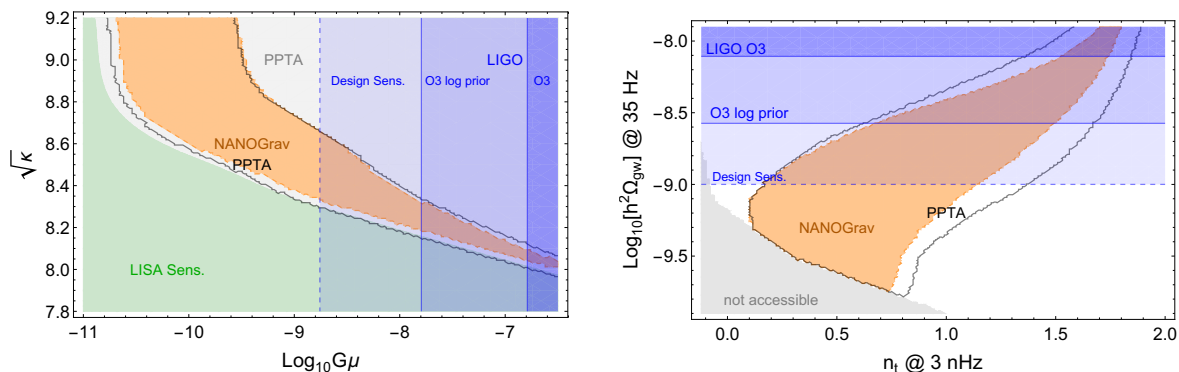 9.2
9.0
8.8
8.6
8.4
8.2
8.0
7.8
√κ
PPTA
LIGO
Design Sens.
O3 log prior
O3
NANOGrav
PPTA
LISA Sens.
−11
−10
−9
−8
−7
Log₁₀Gμ
−8.0
−8.5
−9.0
−9.5
Log₁₀[h²Ωgw] @ 35 Hz
LIGO O3
O3 log prior
Design Sens.
PPTA
NANOGrav
not accessible
0.0
0.5
1.0
1.5
2.0
nₜ @ 3 nHz